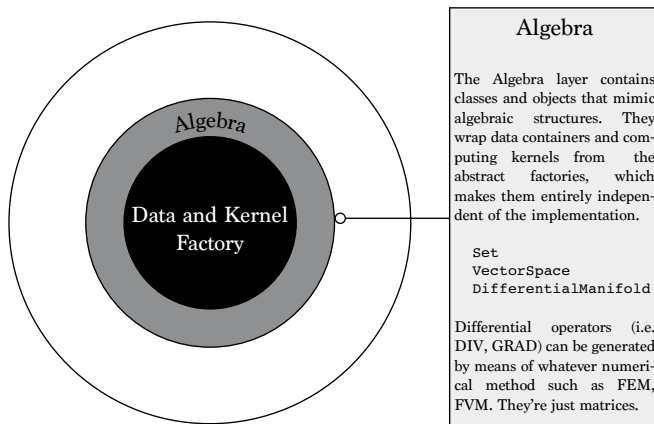 Algebra
Data and Kernel
Factory
Algebra
The Algebra layer contains
classes and objects that mimic
algebraic structures. They
wrap data containers and com-
puting kernels from the
abstract factories, which
makes them entirely indepen-
dent of the implementation.
Set
VectorSpace
DifferentialManifold
Differential operators (i.e.
DIV, GRAD) can be generated
by means of whatever numeri-
cal method such as FEM,
FVM. They're just matrices.